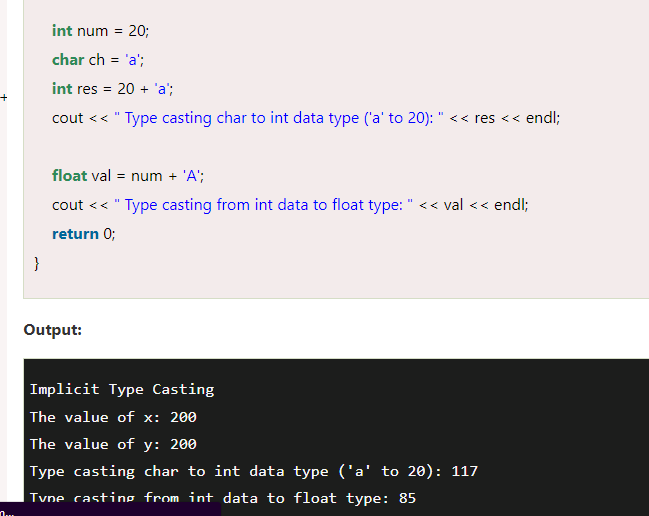 int num = 20;
char ch = 'a';
int res = 20 + 'a';
cout << " Type casting char to int data type ('a' to 20): " << res << endl;
float val = num + 'A';
cout << " Type casting from int data to float type: " << val << endl;
return 0;
}
Output:
Implicit Type Casting
The value of x: 200
The value of y: 200
Type casting char to int data type ('a' to 20): 117
Type casting from int data to float type: 85